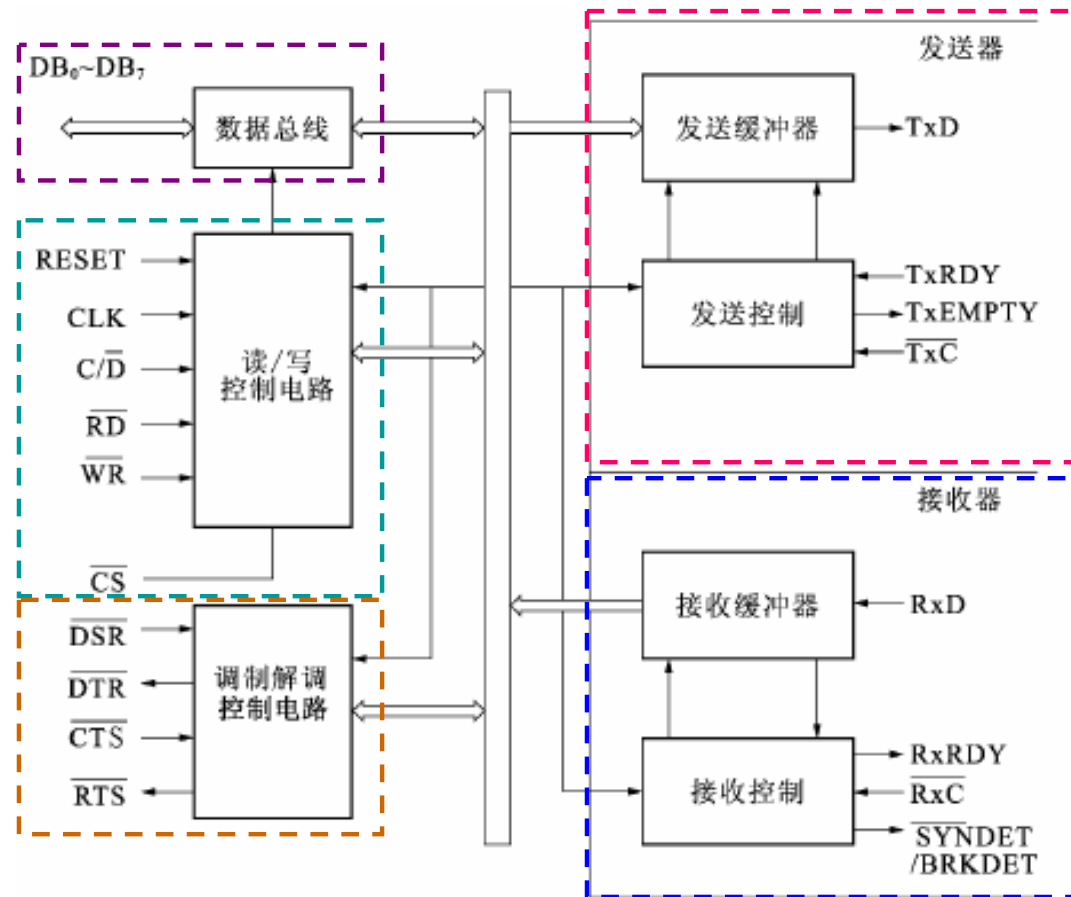 DB₀~DB₇
数据总线
RESET
CLK
C/D̅
R̅D̅
W̅R̅
C̅S̅
读/写
控制电路
D̅S̅R̅
D̅T̅R̅
C̅T̅S̅
R̅T̅S̅
调制解调
控制电路
发送器
发送缓冲器
TxD
发送控制
TxRDY
TxEMPTY
T̅x̅C̅
接收器
接收缓冲器
RxD
接收控制
RxRDY
R̅x̅C̅
S̅Y̅N̅DET
/BRKDET